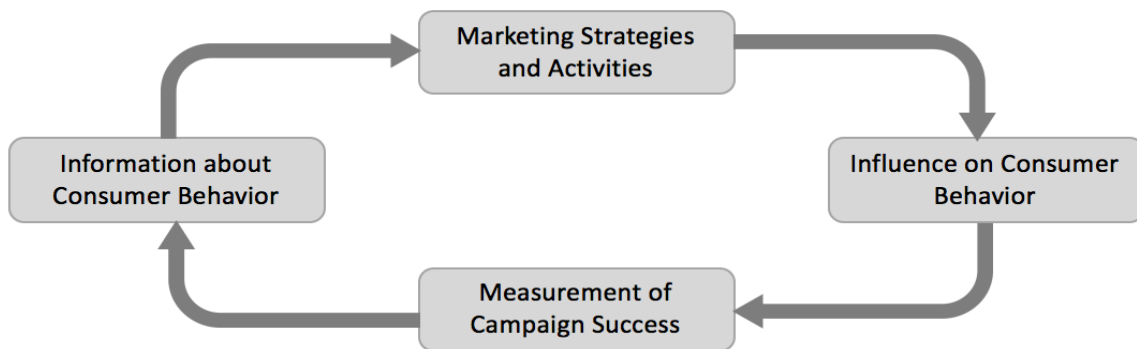 Marketing Strategies
and Activities
Information about
Consumer Behavior
Influence on Consumer
Behavior
Measurement of
Campaign Success